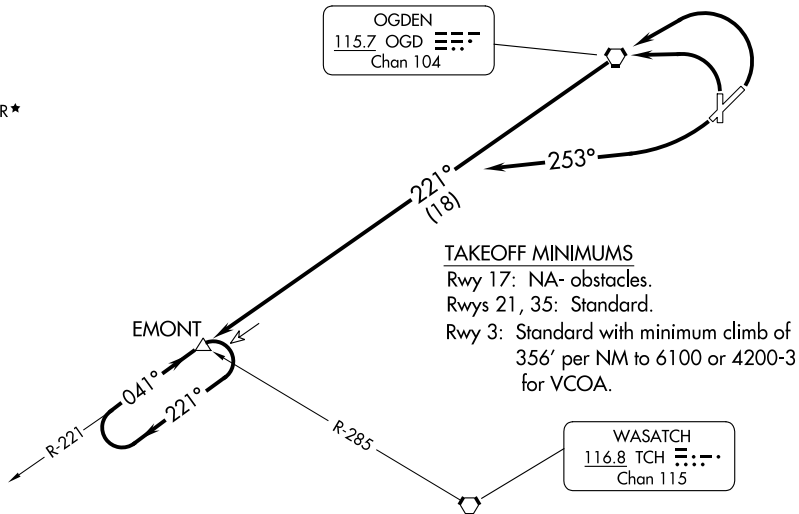 OGDEN
115.7 OGD
Chan 104
R★
253°
221°
(18)
TAKEOFF MINIMUMS
Rwy 17: NA- obstacles.
Rwys 21, 35: Standard.
Rwy 3: Standard with minimum climb of
356' per NM to 6100 or 4200-3
for VCOA.
EMONT
041°
221°
R-221
R-285
WASATCH
116.8 TCH
Chan 115